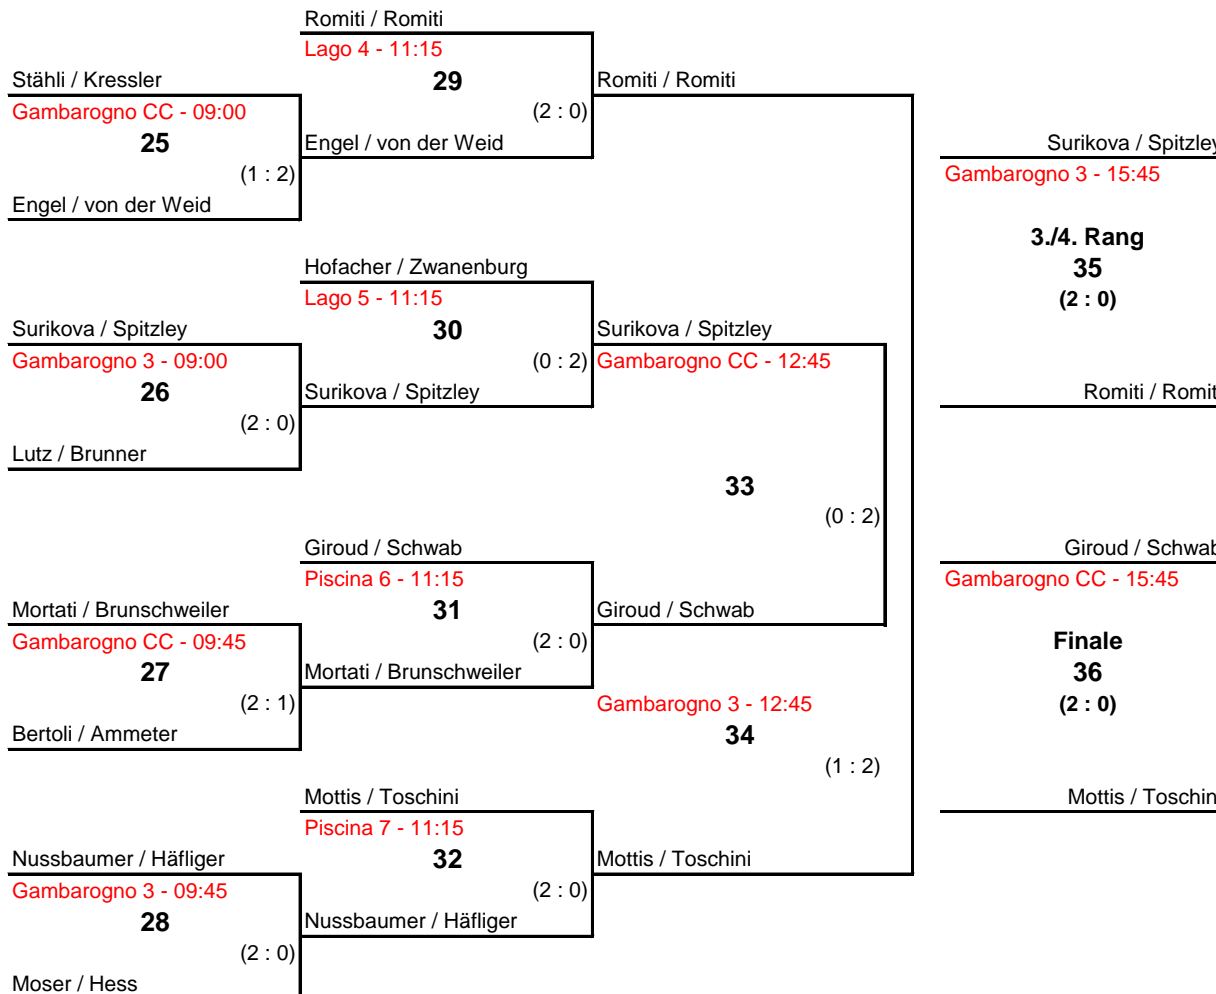 Romiti / Romiti
Lago 4 - 11:15
Stähli / Kressler
29
Romiti / Romiti
Gambarogno CC - 09:00
(2 : 0)
25
Engel / von der Weid
Surikova / Spitzley
(1 : 2)
Gambarogno 3 - 15:45
Engel / von der Weid
3./4. Rang
Hofacher / Zwanenburg
35
Lago 5 - 11:15
(2 : 0)
Surikova / Spitzley
30
Surikova / Spitzley
Gambarogno 3 - 09:00
(0 : 2)
Gambarogno CC - 12:45
26
Surikova / Spitzley
Romiti / Romit
(2 : 0)
Lutz / Brunner
33
(0 : 2)
Giroud / Schwab
Giroud / Schwab
Piscina 6 - 11:15
Gambarogno CC - 15:45
Mortati / Brunschweiler
31
Giroud / Schwab
Gambarogno CC - 09:45
(2 : 0)
Finale
27
Mortati / Brunschweiler
36
(2 : 1)
Gambarogno 3 - 12:45
(2 : 0)
Bertoli / Ammeter
34
(1 : 2)
Mottis / Toschini
Mottis / Toschin
Piscina 7 - 11:15
Nussbaumer / Häfliger
32
Mottis / Toschini
Gambarogno 3 - 09:45
(2 : 0)
28
Nussbaumer / Häfliger
(2 : 0)
Moser / Hess